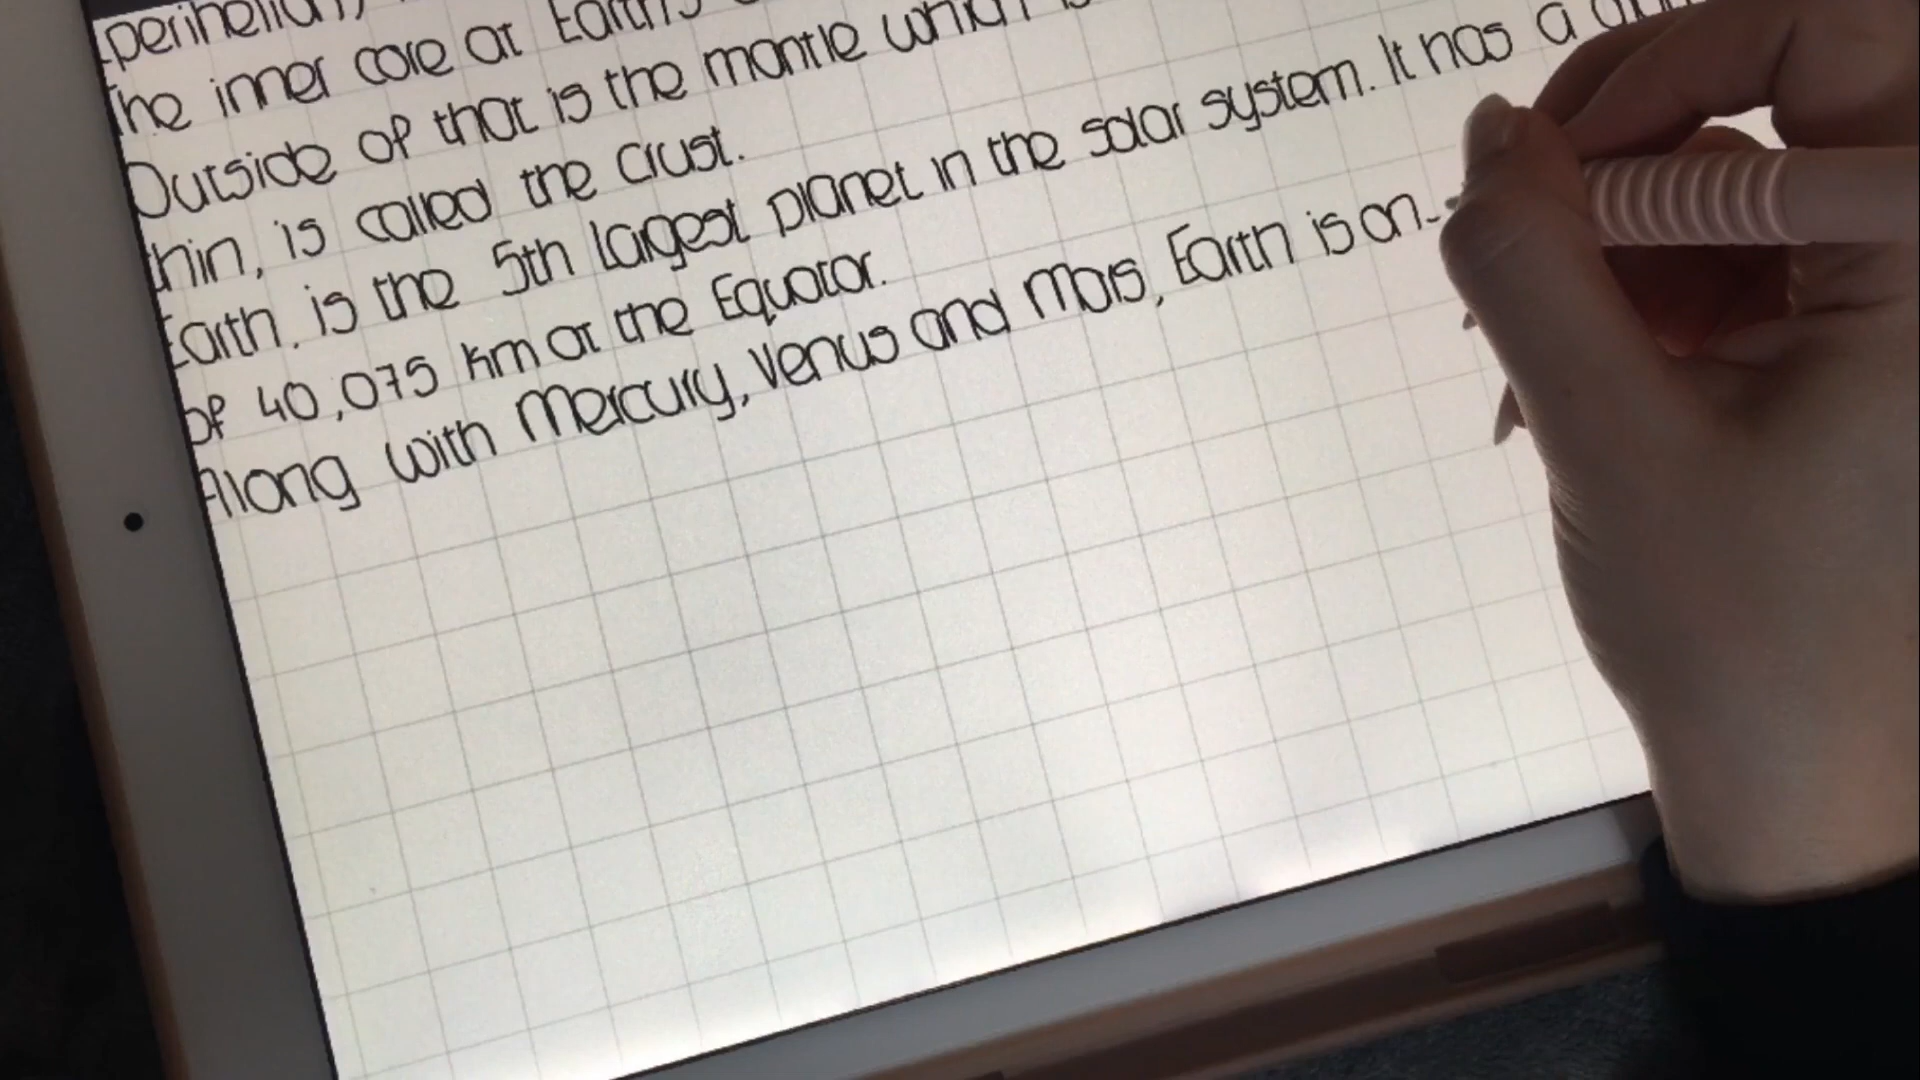 (perihelion)
The inner core at Earth's
Outside of that is the mantle which
thin, is called the crust.
Earth. is the 5th largest planet in the solar system. It has a
of 40,075 km at the Equator.
Along with Mercury, Venus and Mars, Earth is on